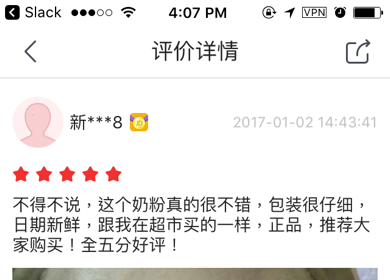 Slack 4:07 PM VPN
评价详情
新***8 2017-01-02 14:43:41
不得不说，这个奶粉真的很不错，包装很仔细，
日期新鲜，跟我在超市买的一样，正品，推荐大
家购买！全五分好评！